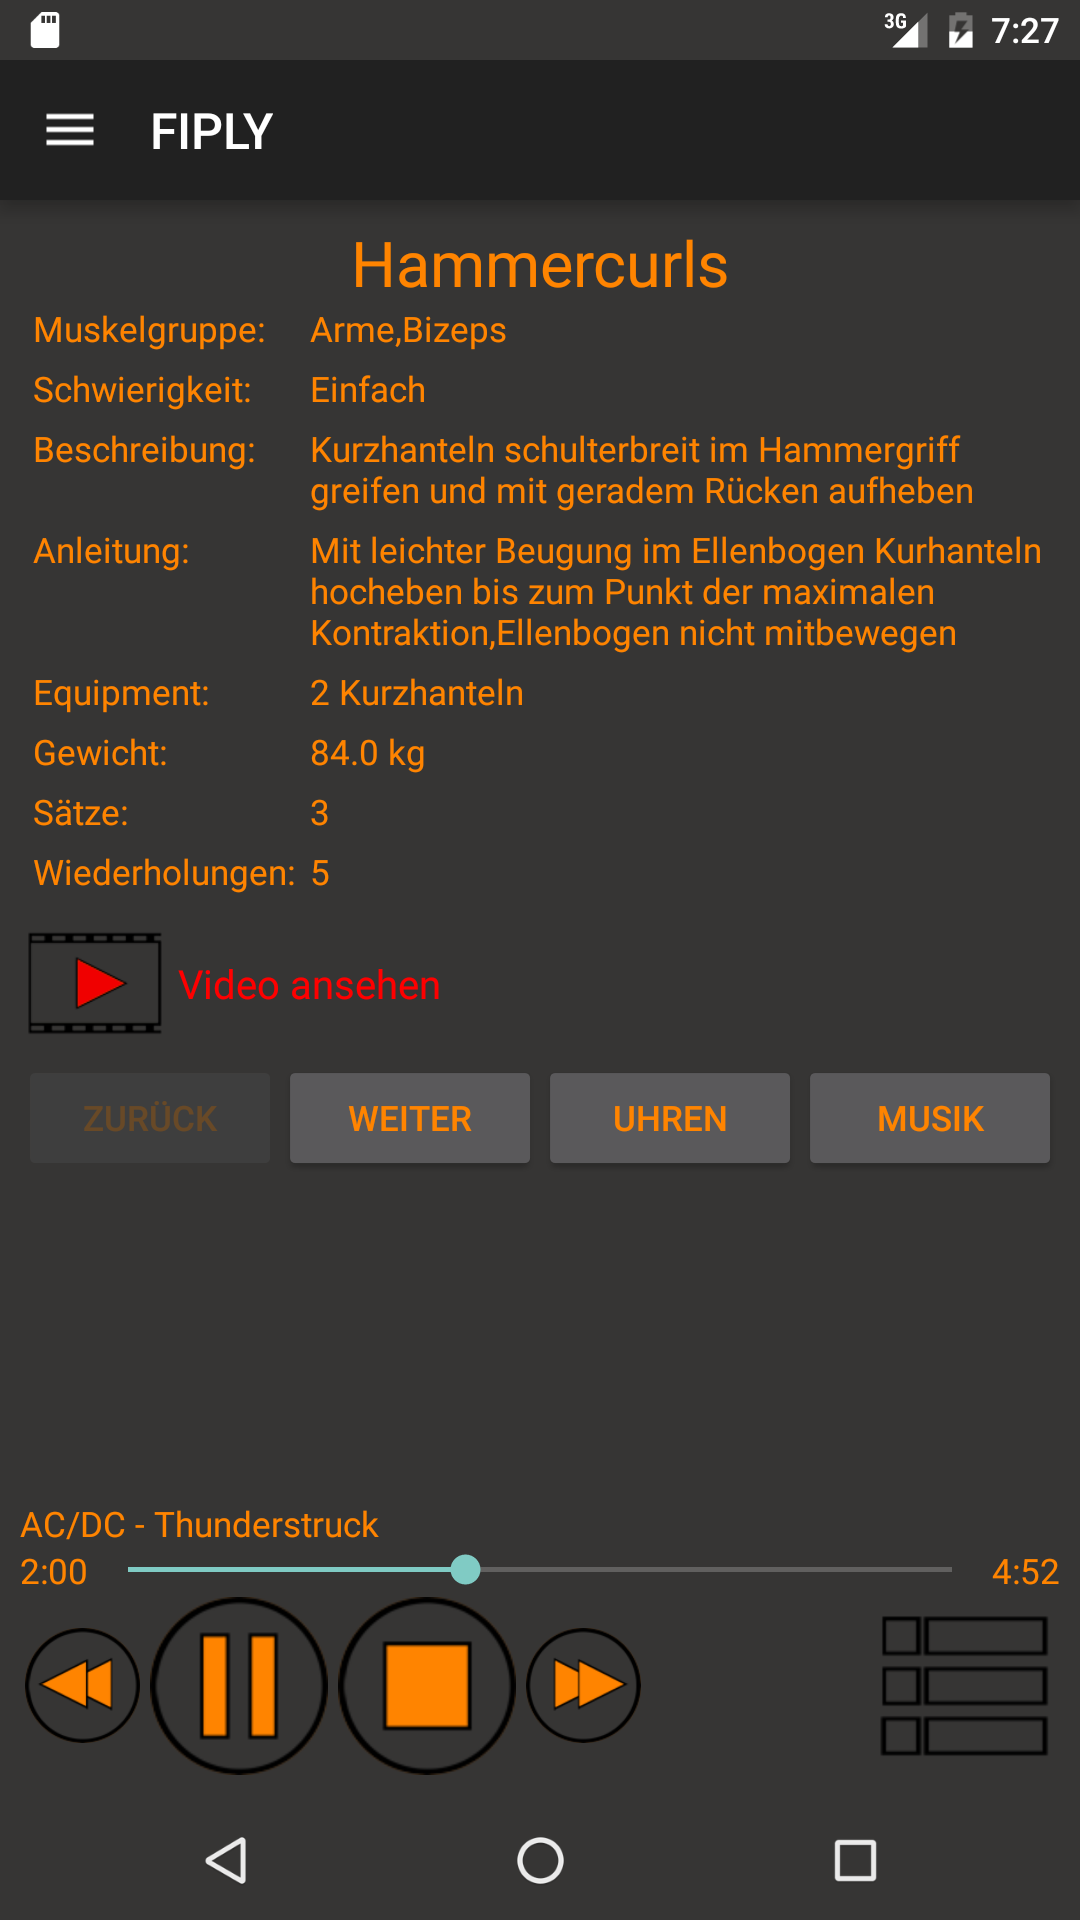 3G 7:27
FIPLY
Hammercurls
Muskelgruppe: Arme,Bizeps
Schwierigkeit: Einfach
Beschreibung: Kurzhanteln schulterbreit im Hammergriff
greifen und mit geradem Rücken aufheben
Anleitung: Mit leichter Beugung im Ellenbogen Kurhanteln
hocheben bis zum Punkt der maximalen
Kontraktion,Ellenbogen nicht mitbewegen
Equipment: 2 Kurzhanteln
Gewicht: 84.0 kg
Sätze: 3
Wiederholungen: 5
Video ansehen
ZURÜCK WEITER UHREN MUSIK
AC/DC - Thunderstruck
2:00 4:52